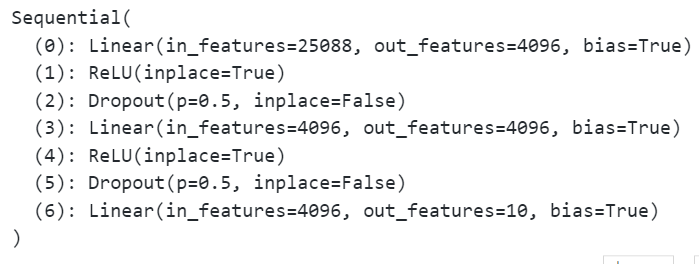 Sequential(
  (0): Linear(in_features=25088, out_features=4096, bias=True)
  (1): ReLU(inplace=True)
  (2): Dropout(p=0.5, inplace=False)
  (3): Linear(in_features=4096, out_features=4096, bias=True)
  (4): ReLU(inplace=True)
  (5): Dropout(p=0.5, inplace=False)
  (6): Linear(in_features=4096, out_features=10, bias=True)
)